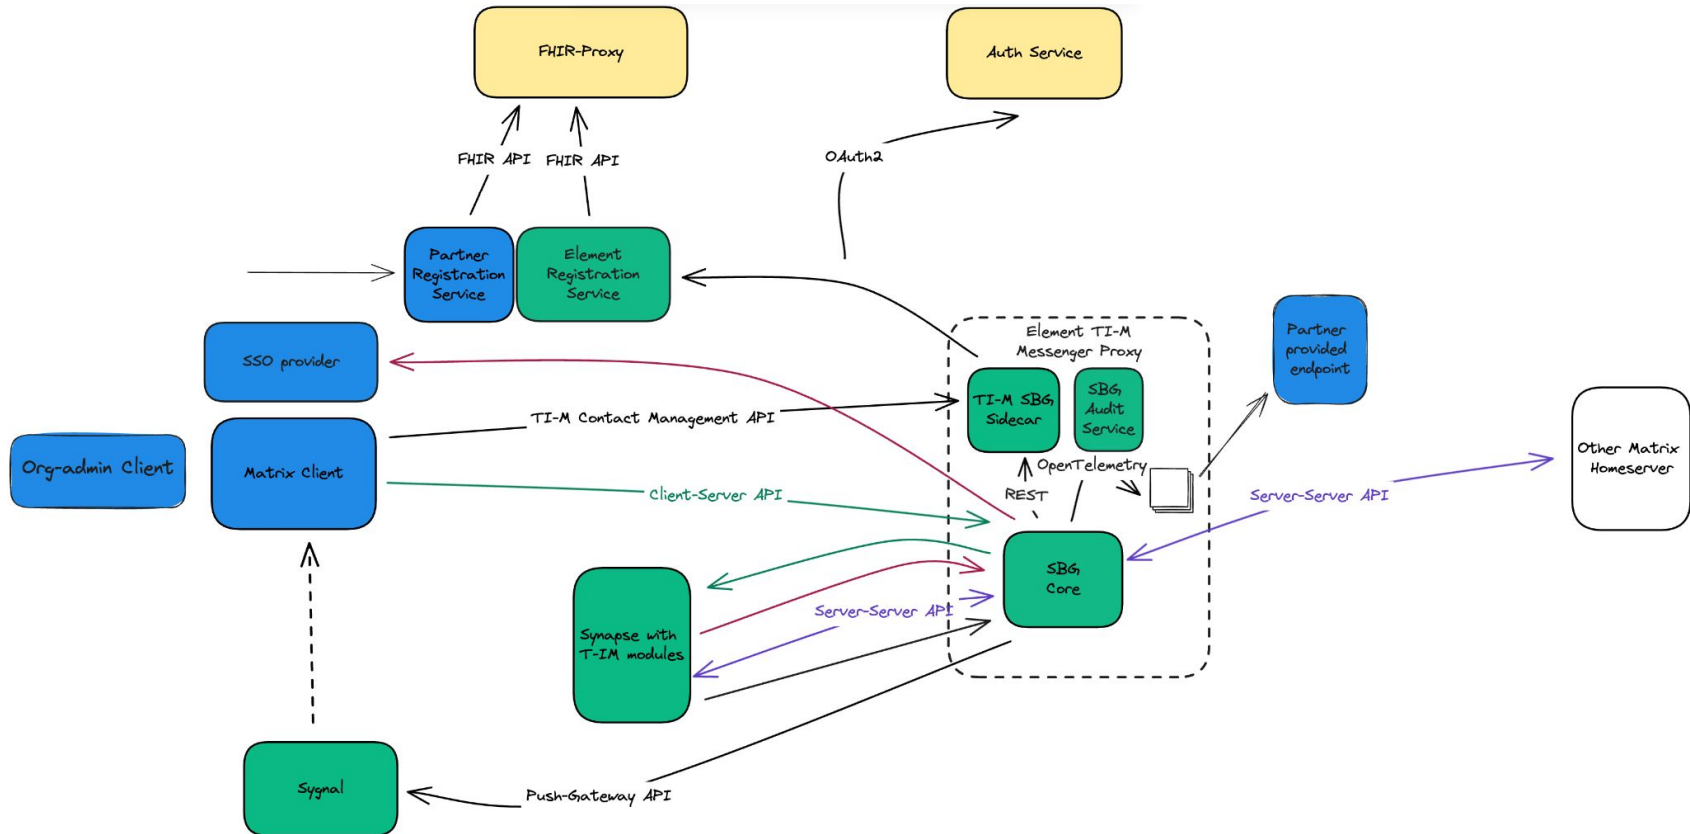 FHIR-Proxy
Auth Service
FHIR API
FHIR API
OAuth2
Partner
Registration
Service
Element
Registration
Service
SSO provider
Element TI-M
Messenger Proxy
Partner
provided
endpoint
TI-M SBG
Sidecar
SBG
Audit
Service
TI-M Contact Management API
Org-admin Client
Matrix Client
OpenTelemetry
REST
Client-Server API
Server-Server API
Other Matrix
Homeserver
SBG
Core
Server-Server API
Synapse with
T-IM modules
Sygnal
Push-Gateway API